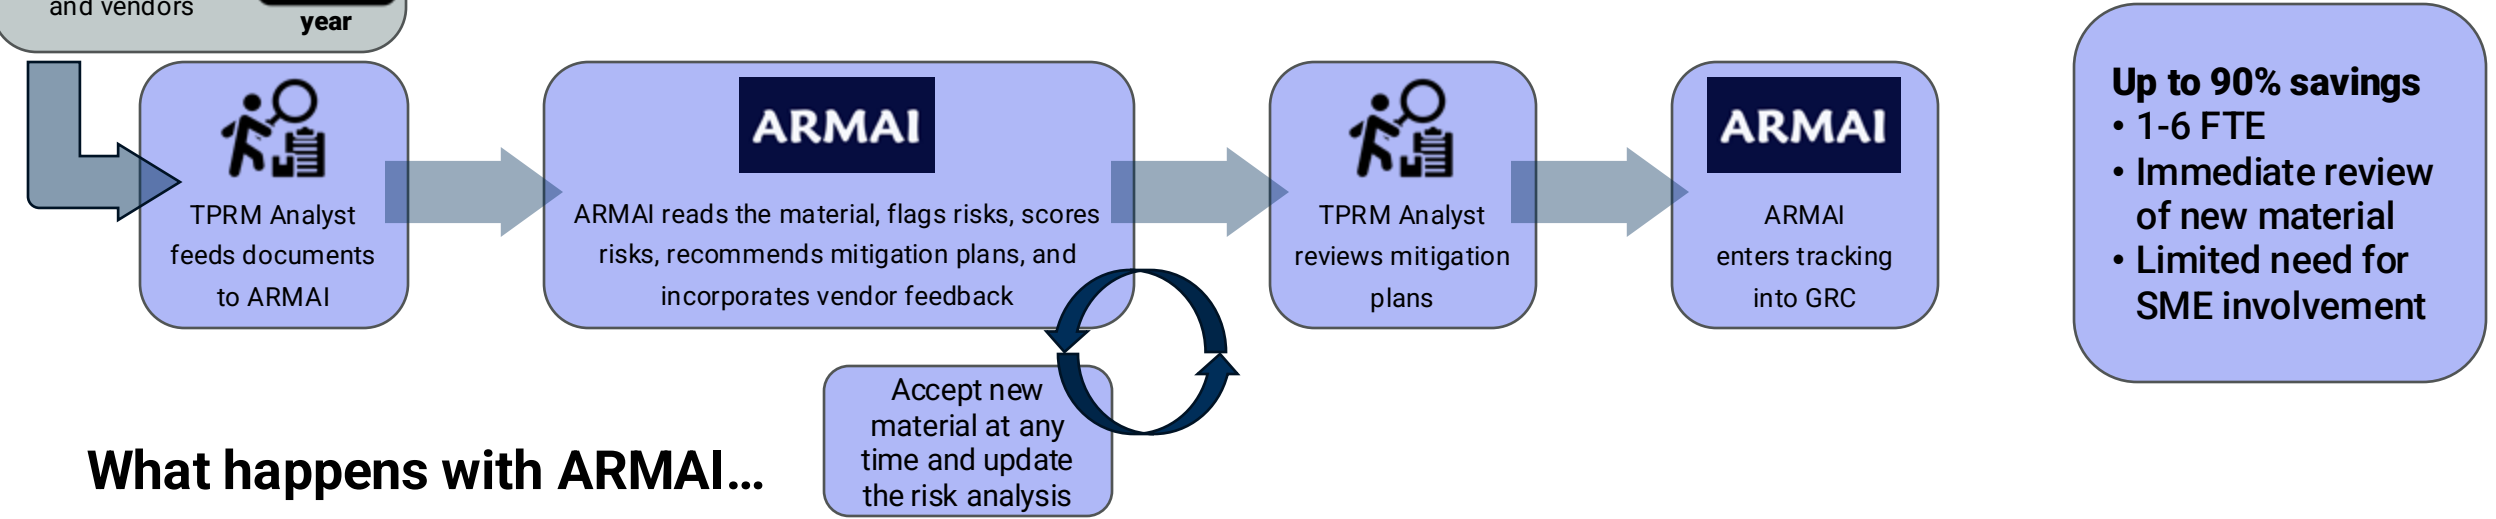 and vendors
year
TPRM Analyst
feeds documents
to ARMAI
ARMAI
ARMAI reads the material, flags risks, scores
risks, recommends mitigation plans, and
incorporates vendor feedback
TPRM Analyst
reviews mitigation
plans
ARMAI
ARMAI
enters tracking
into GRC
Up to 90% savings
• 1-6 FTE
• Immediate review
of new material
• Limited need for
SME involvement
Accept new
material at any
time and update
the risk analysis
What happens with ARMAI...